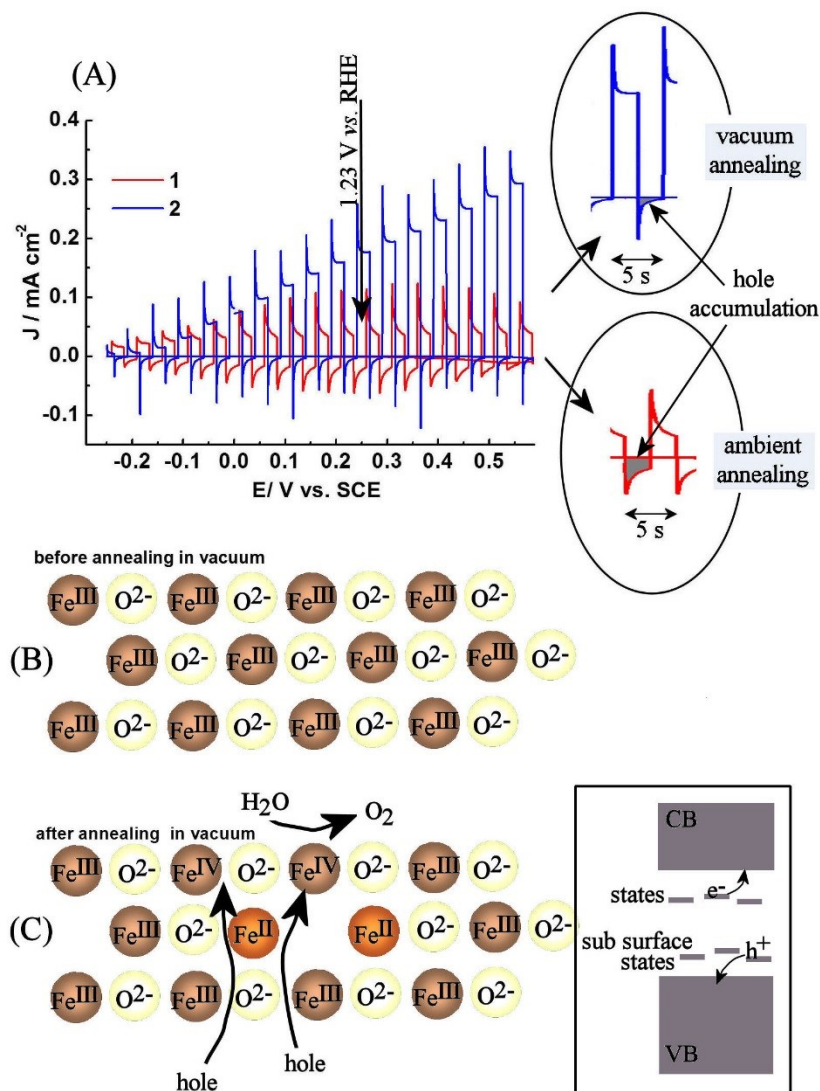 (A)
1.23 V vs. RHE
J / mA cm-2
0.4
0.3
0.2
0.1
0.0
-0.1
1
2
-0.2 -0.1 0.0 0.1 0.2 0.3 0.4 0.5
E/ V vs. SCE
vacuum
annealing
5 s
hole
accumulation
ambient
annealing
5 s
before annealing in vacuum
FeIII O2- FeIII O2- FeIII O2- FeIII O2-
(B)
FeIII O2- FeIII O2- FeIII O2- FeIII O2-
FeIII O2- FeIII O2- FeIII O2- FeIII O2-
H2O O2
after annealing in vacuum
FeIII O2- FeIV O2- FeIV O2- FeIII O2-
(C)
FeIII O2- FeII FeII O2- FeIII O2-
FeIII O2- FeIII O2- FeIII O2- FeIII O2-
hole hole
CB
states e-
sub surface
states h+
VB